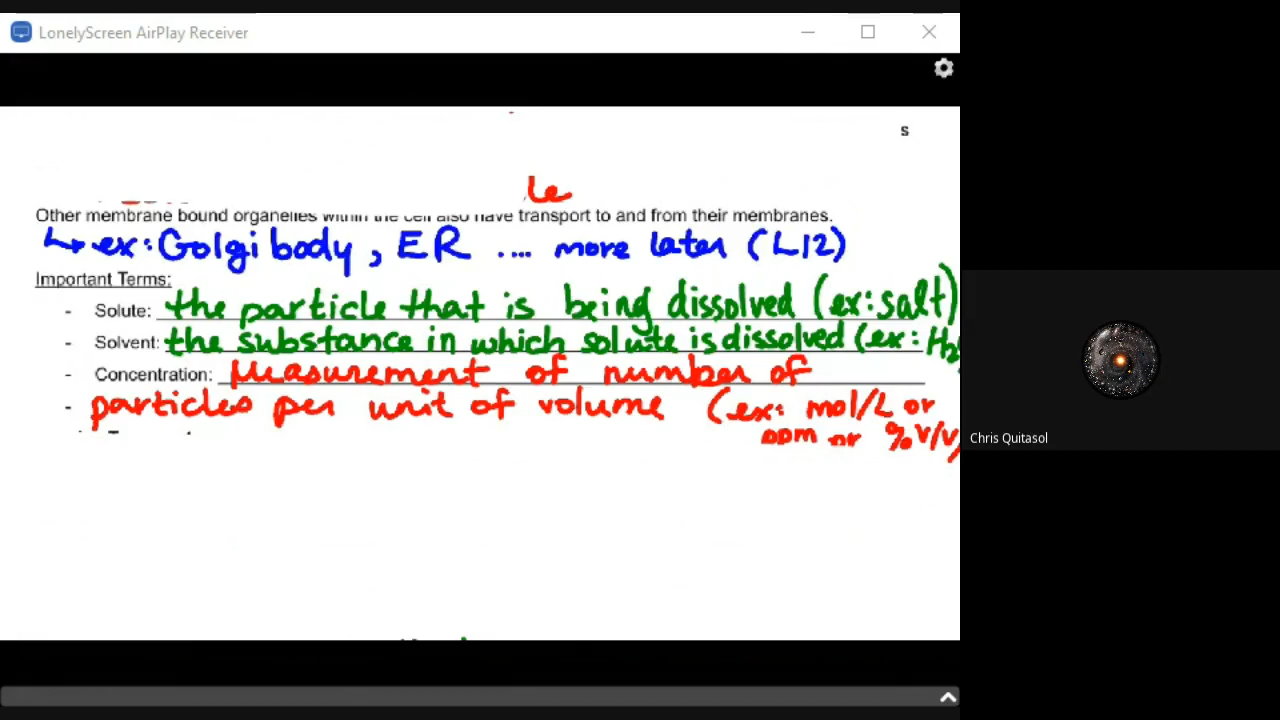 LonelyScreen AirPlay Receiver
s
le
Other membrane bound organelles within the cell also have transport to and from their membranes.
↳ ex: Golgi body, ER .... more later (L12)
Important Terms:
- Solute: the particle that is being dissolved (ex: salt)
- Solvent: the substance in which solute is dissolved (ex: H₂
- Concentration: Measurement of number of
- particles per unit of volume (ex: mol/L or
ppm or %V/V)
Chris Quitasol